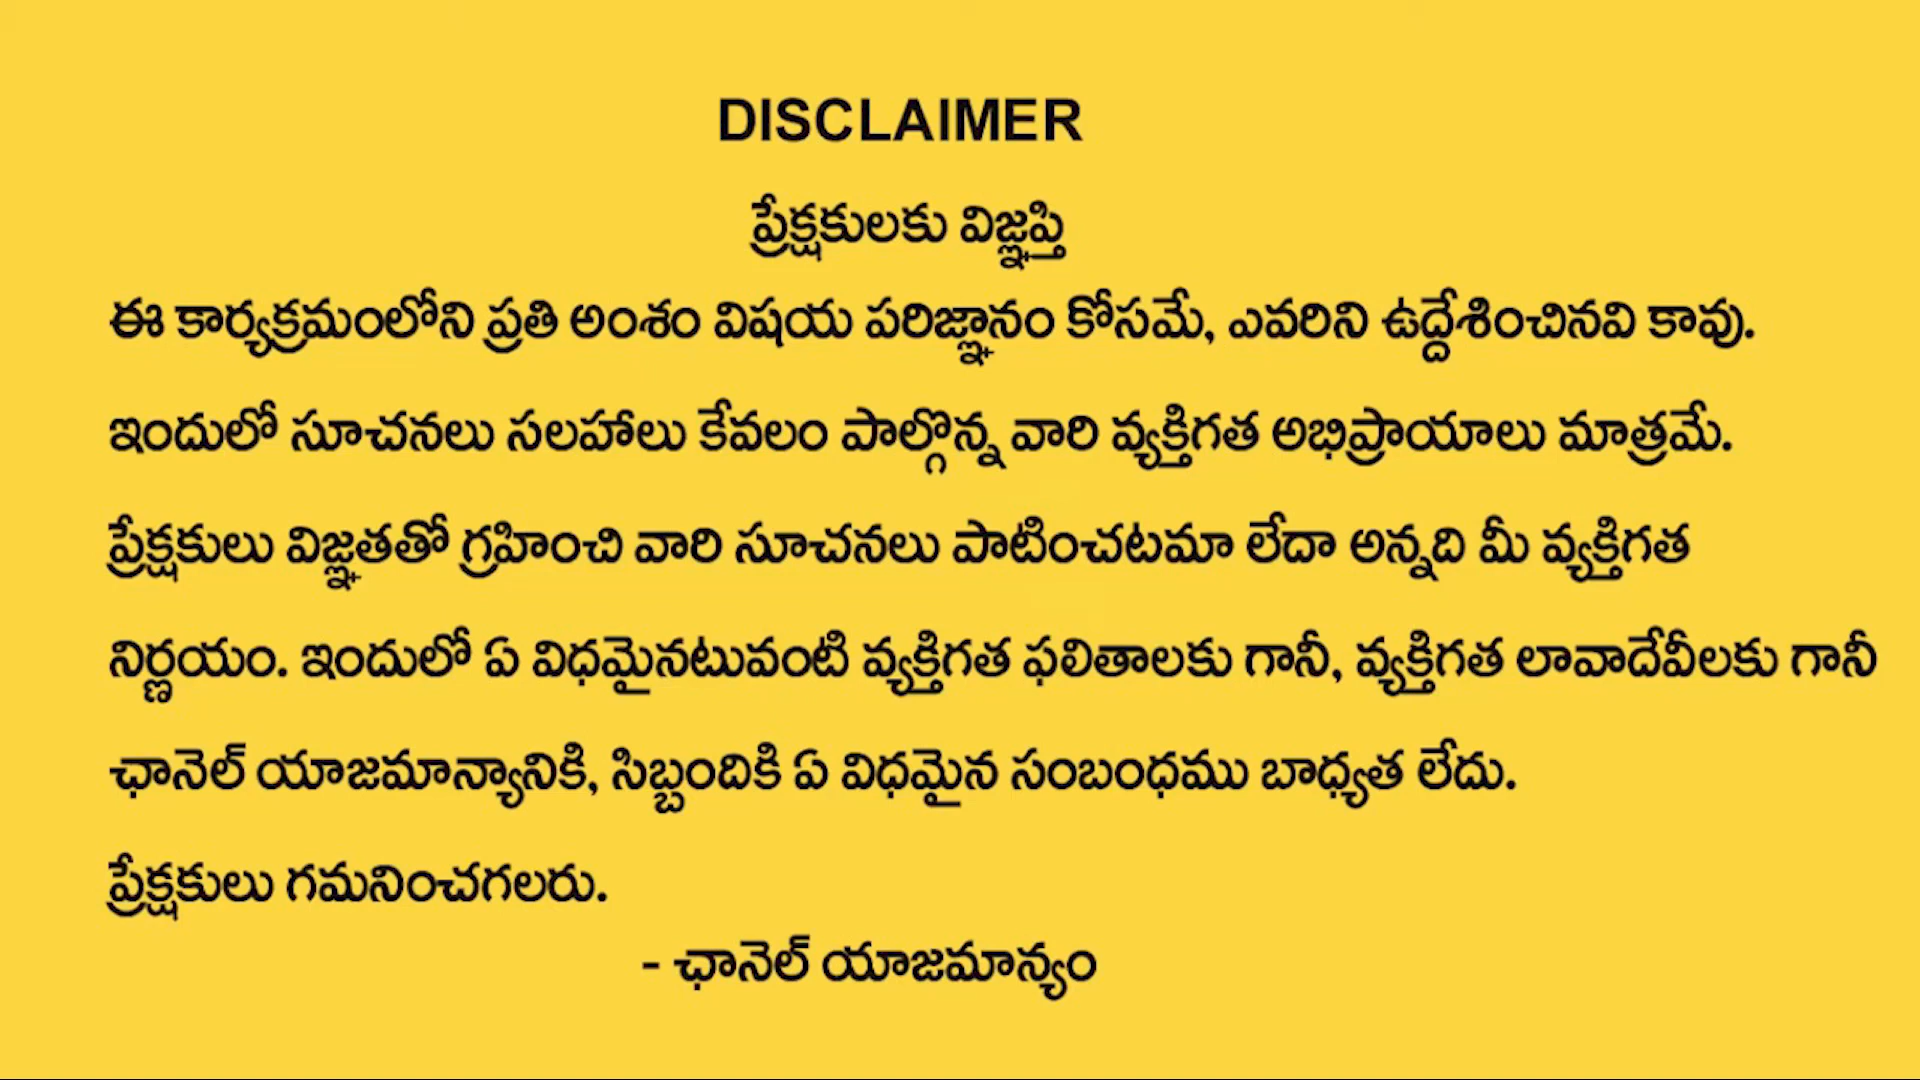 DISCLAIMER
ప్రేక్షకులకు విజ్ఞప్తి
ఈ కార్యక్రమంలోని ప్రతి అంశం విషయ పరిజ్ఞానం కోసమే, ఎవరిని ఉద్దేశించినవి కావు.
ఇందులో సూచనలు సలహాలు కేవలం పాల్గొన్న వారి వ్యక్తిగత అభిప్రాయాలు మాత్రమే.
ప్రేక్షకులు విజ్ఞతతో గ్రహించి వారి సూచనలు పాటించటమా లేదా అన్నది మీ వ్యక్తిగత
నిర్ణయం. ఇందులో ఏ విధమైనటువంటి వ్యక్తిగత ఫలితాలకు గానీ, వ్యక్తిగత లావాదేవీలకు గానీ
ఛానెల్ యాజమాన్యానికి, సిబ్బందికి ఏ విధమైన సంబంధము బాధ్యత లేదు.
ప్రేక్షకులు గమనించగలరు.
- ఛానెల్ యాజమాన్యం